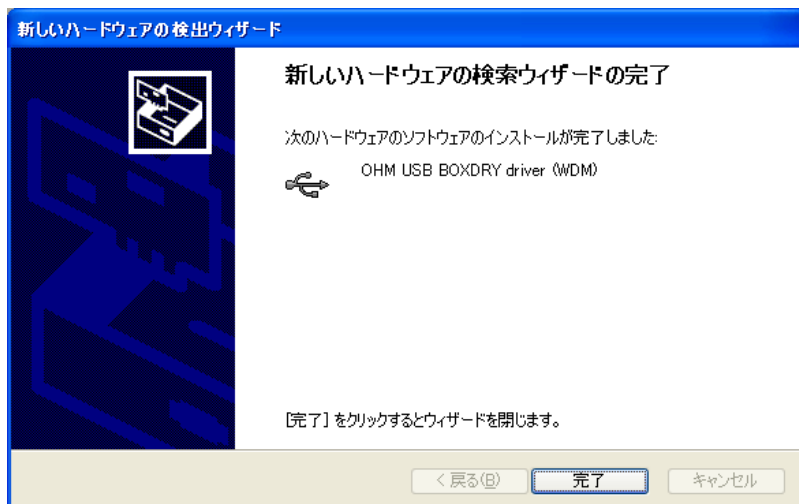 新しいハードウェアの検出ウィザード
新しいハードウェアの検索ウィザードの完了
次のハードウェアのソフトウェアのインストールが完了しました:
OHM USB BOXDRY driver (WDM)
[完了] をクリックするとウィザードを閉じます。
< 戻る(B)
完了
キャンセル